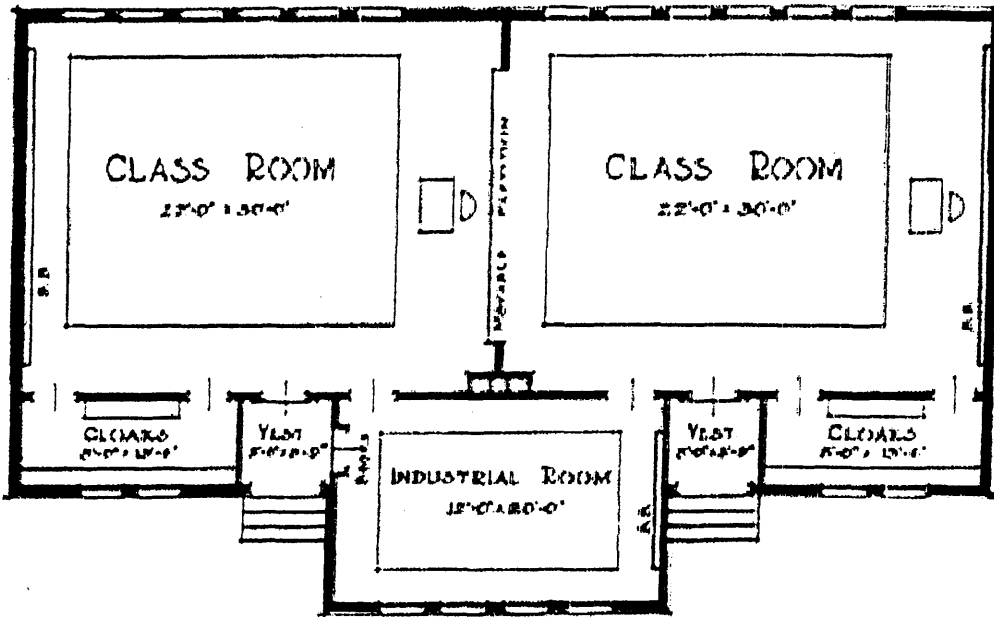 CLASS ROOM
22'-0" x 30'-0"
CLASS ROOM
22'-0" x 30'-0"
MOVABLE PARTITION
B.B.
B.B.
CLOAKS
VEST
BOOKS
INDUSTRIAL ROOM
B.B.
VEST
CLOAKS